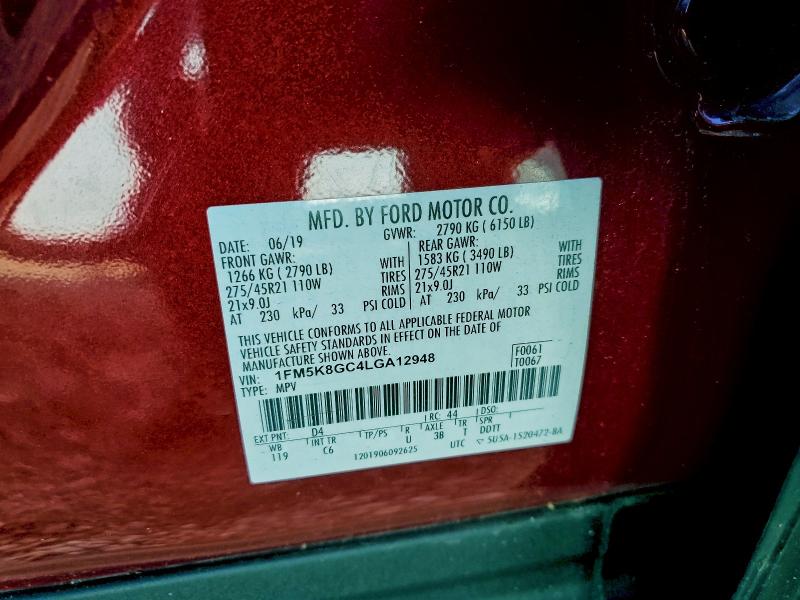 MFD. BY FORD MOTOR CO.
DATE: 06/19 GVWR: 2790 KG ( 6150 LB)
FRONT GAWR: REAR GAWR:
1266 KG ( 2790 LB) WITH 1583 KG ( 3490 LB) WITH
275/45R21 110W TIRES 275/45R21 110W TIRES
21x9.0J RIMS 21x9.0J RIMS
AT 230 kPa/ 33 PSI COLD AT 230 kPa/ 33 PSI COLD
THIS VEHICLE CONFORMS TO ALL APPLICABLE FEDERAL MOTOR
VEHICLE SAFETY STANDARDS IN EFFECT ON THE DATE OF
MANUFACTURE SHOWN ABOVE.
VIN: 1FM5K8GC4LGA12948 F0061
TYPE: MPV T0067
EXT PNT: D4 RC: 44 DSO:
WB INT TR TP/PS R AXLE TR SPR
119 C6 U 3B T DDTT
1201906092625 UTC SU5A-1520472-BA